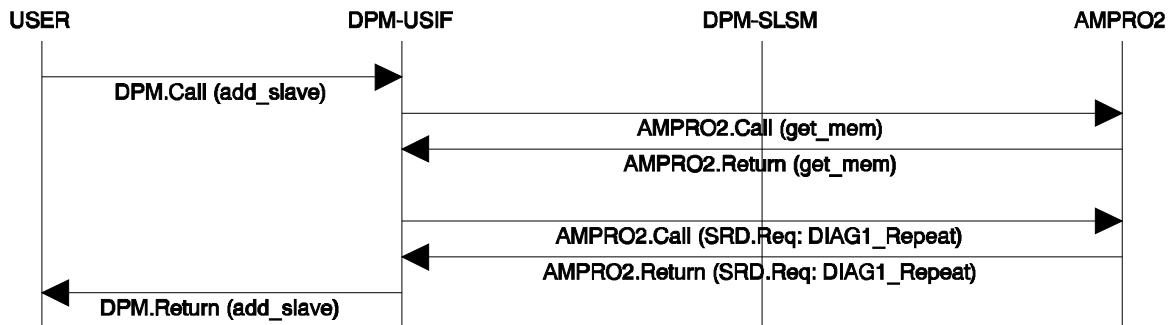 USER DPM-USIF DPM-SLSM AMPRO2
DPM.Call (add_slave)
AMPRO2.Call (get_mem)
AMPRO2.Return (get_mem)
AMPRO2.Call (SRD.Req: DIAG1_Repeat)
AMPRO2.Return (SRD.Req: DIAG1_Repeat)
DPM.Return (add_slave)